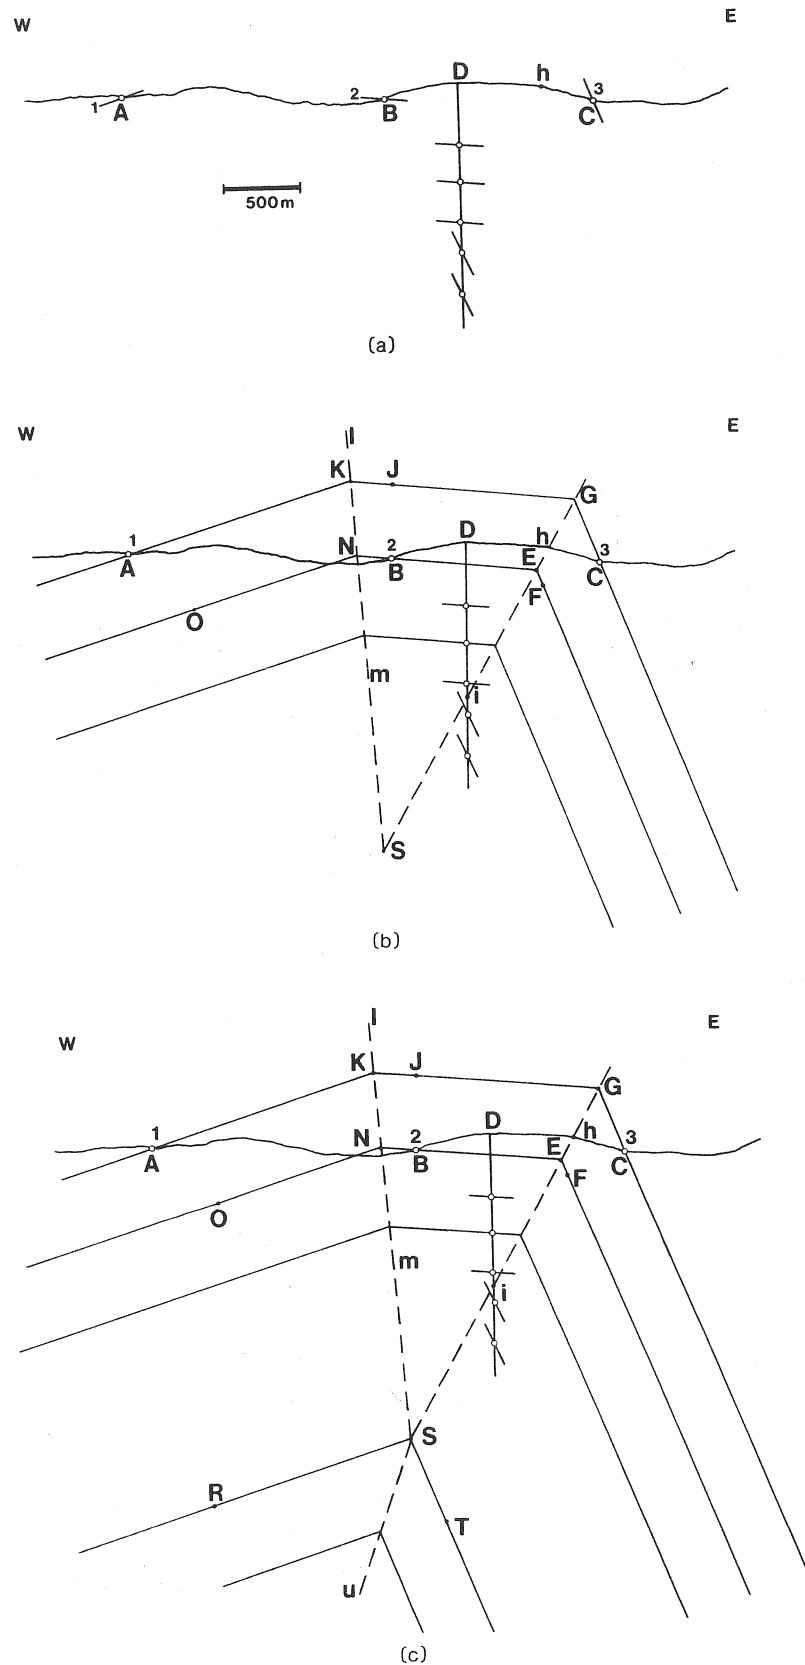 W E
D h
1 A 2 B 3 C
500m
(a)
W I E
K J G
1 A N 2 B D h E F 3 C
O
m i
S
(b)
I E
W
K J G
1 A N 2 B D h E F 3 C
O
m i
S
R T
u
(c)